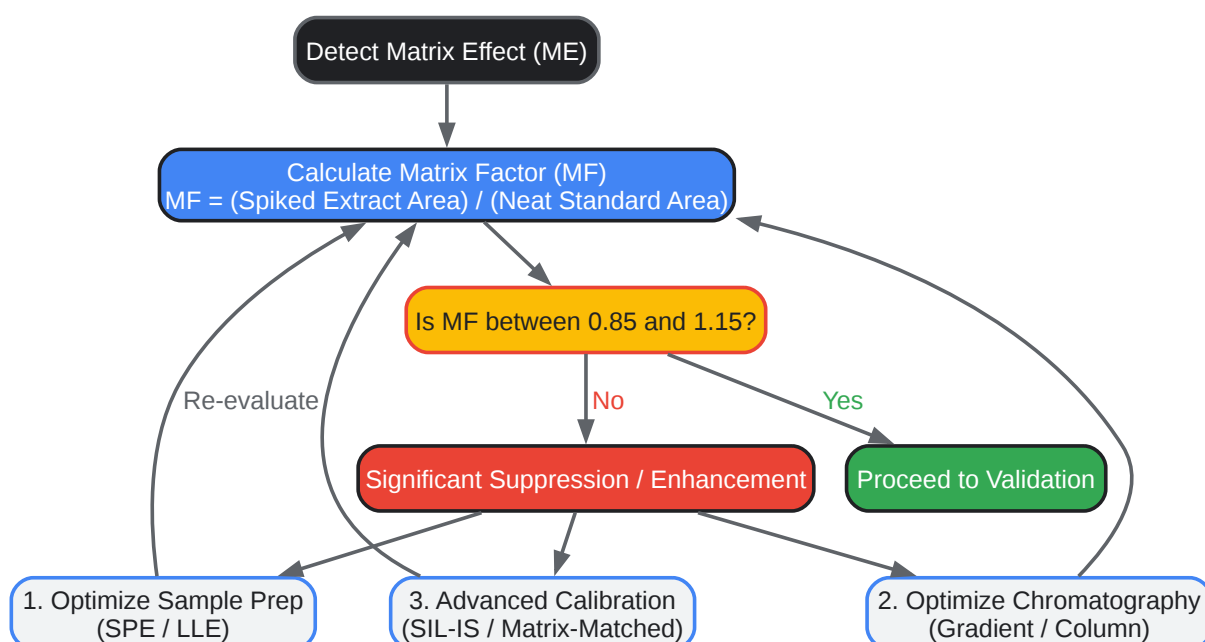 Detect Matrix Effect (ME)
Calculate Matrix Factor (MF)
MF = (Spiked Extract Area) / (Neat Standard Area)
Is MF between 0.85 and 1.15?
Re-evaluate
No
Yes
Significant Suppression / Enhancement
Proceed to Validation
1. Optimize Sample Prep
(SPE / LLE)
3. Advanced Calibration
(SIL-IS / Matrix-Matched)
2. Optimize Chromatography
(Gradient / Column)